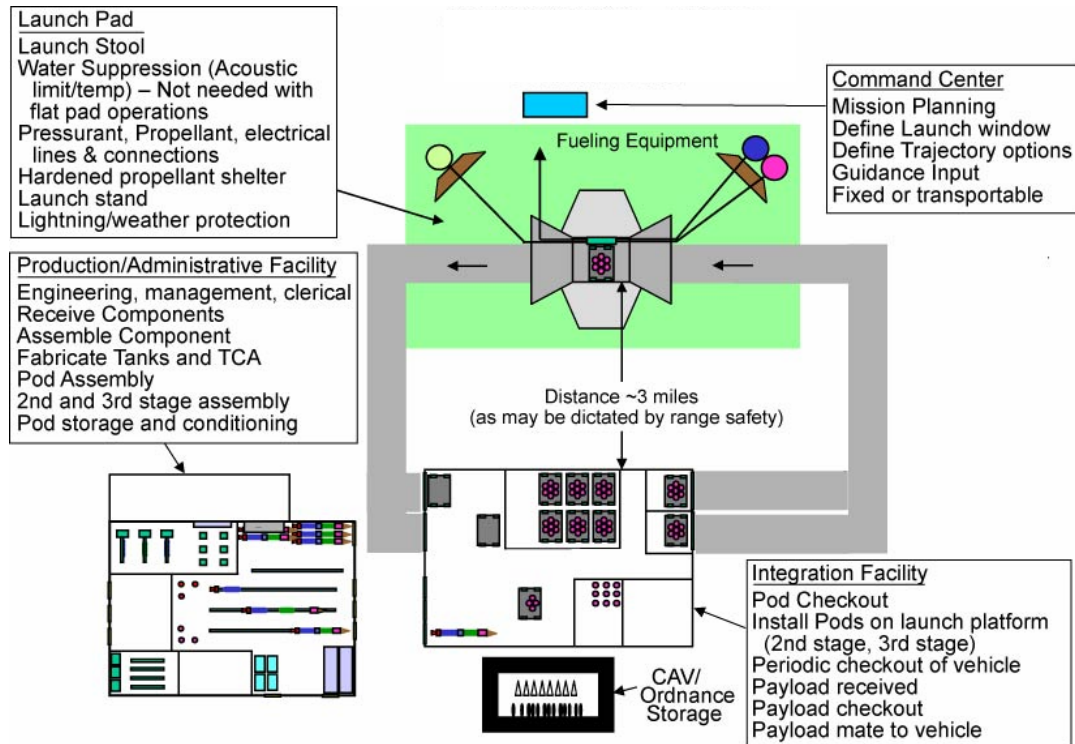 Launch Pad
Launch Stool
Water Suppression (Acoustic
limit/temp) – Not needed with
flat pad operations
Pressurant, Propellant, electrical
lines & connections
Hardened propellant shelter
Launch stand
Lightning/weather protection
Command Center
Mission Planning
Define Launch window
Define Trajectory options
Guidance Input
Fixed or transportable
Fueling Equipment
Production/Administrative Facility
Engineering, management, clerical
Receive Components
Assemble Component
Fabricate Tanks and TCA
Pod Assembly
2nd and 3rd stage assembly
Pod storage and conditioning
Distance ~3 miles
(as may be dictated by range safety)
Integration Facility
Pod Checkout
Install Pods on launch platform
(2nd stage, 3rd stage)
Periodic checkout of vehicle
Payload received
Payload checkout
Payload mate to vehicle
CAV/
Ordnance
Storage